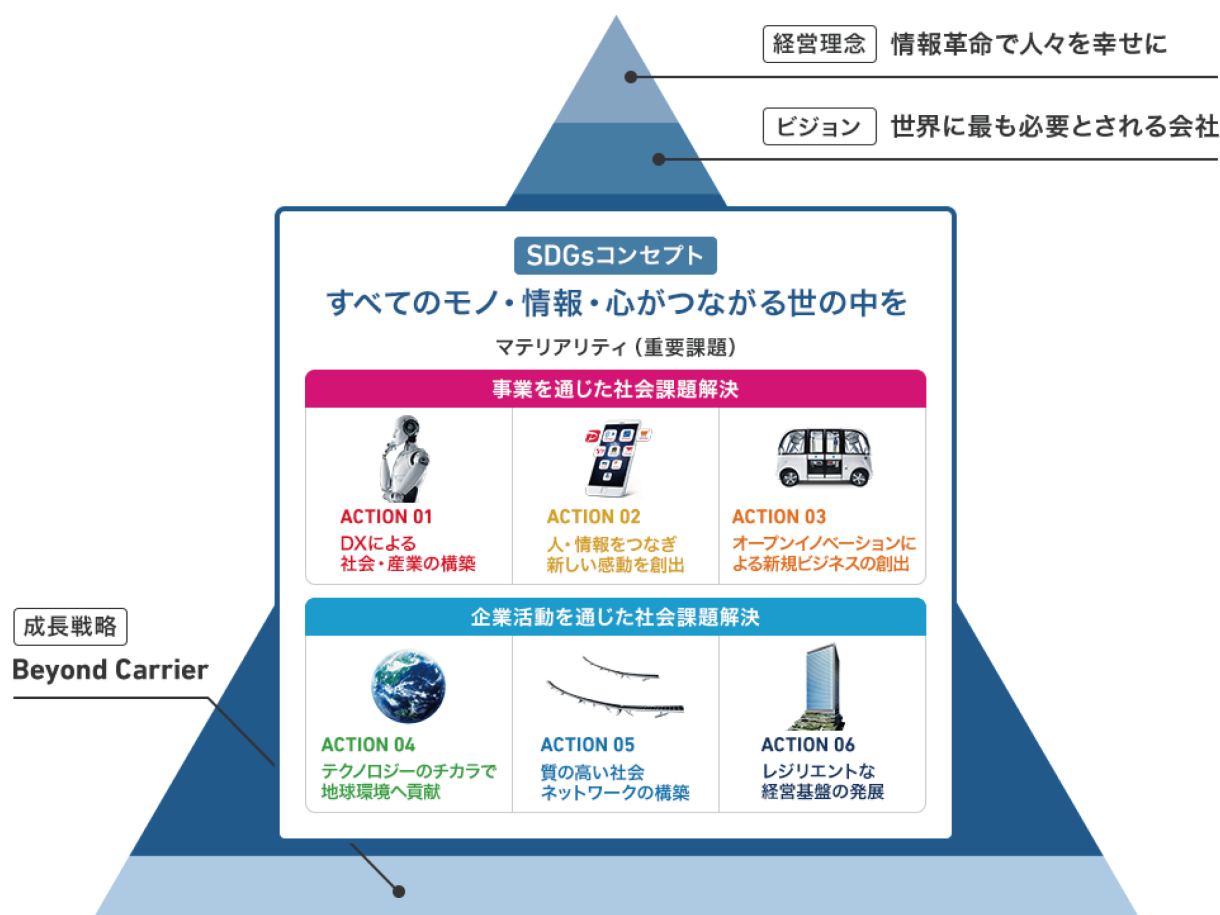 経営理念 情報革命で人々を幸せに
ビジョン 世界に最も必要とされる会社
SDGsコンセプト
すべてのモノ・情報・心がつながる世の中を
マテリアリティ（重要課題）
事業を通じた社会課題解決
ACTION 01
DXによる
社会・産業の構築
ACTION 02
人・情報をつなぎ
新しい感動を創出
ACTION 03
オープンイノベーションに
よる新規ビジネスの創出
企業活動を通じた社会課題解決
ACTION 04
テクノロジーのチカラで
地球環境へ貢献
ACTION 05
質の高い社会
ネットワークの構築
ACTION 06
レジリエントな
経営基盤の発展
成長戦略
Beyond Carrier